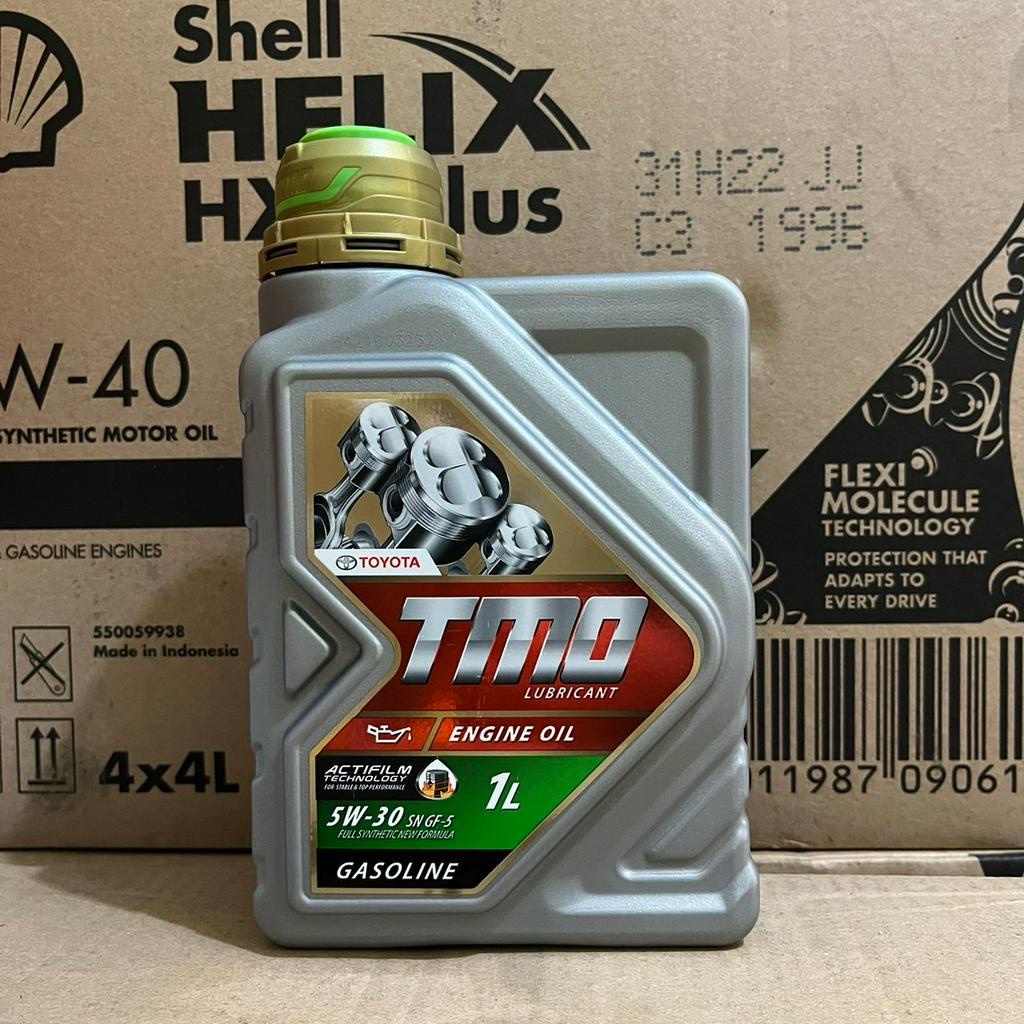 Shell
HELIX
HX lus
31H22 JJ
C3 1996
W-40
SYNTHETIC MOTOR OIL
GASOLINE ENGINES
550059938
Made in Indonesia
4x4L
FLEXI
MOLECULE
TECHNOLOGY
PROTECTION THAT
ADAPTS TO
EVERY DRIVE
11987 09061
TOYOTA
TMO
LUBRICANT
ENGINE OIL
ACTIFILM
TECHNOLOGY
FOR STABLE & TOP PERFORMANCE
1L
5W-30 SN GF-5
FULL SYNTHETIC NEW FORMULA
GASOLINE